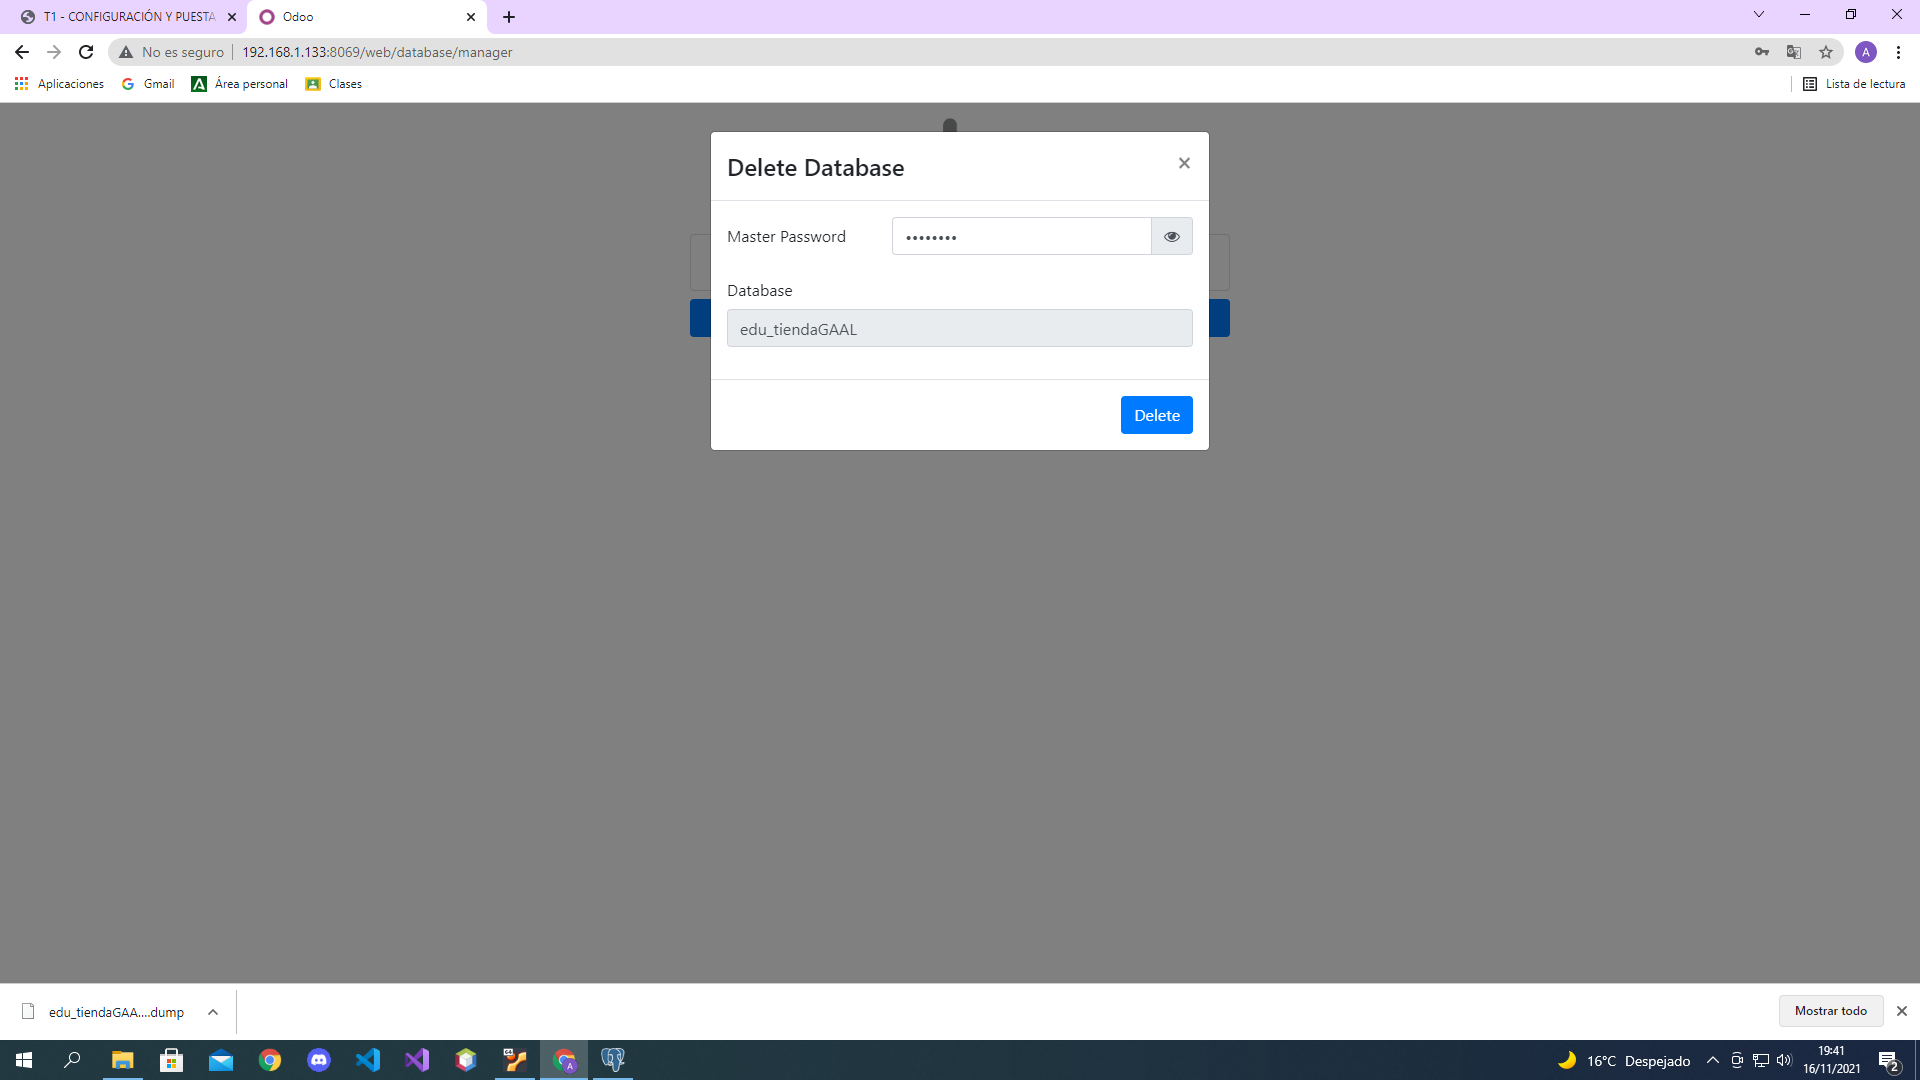 T1 - CONFIGURACIÓN Y PUESTA
Odoo
No es seguro
192.168.1.133:8069/web/database/manager
A
Aplicaciones
Gmail
Área personal
Clases
Lista de lectura
Delete Database
×
Master Password
••••••••
Database
edu_tiendaGAAL
Delete
edu_tiendaGAA....dump
Mostrar todo
16°C Despejado
19:41
16/11/2021
2